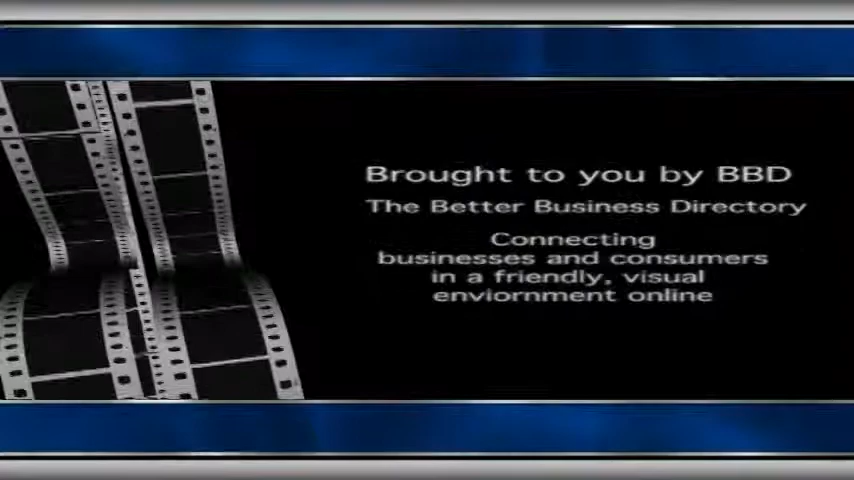 Brought to you by BBD
The Better Business Directory
Connecting
businesses and consumers
in a friendly, visual
enviornment online